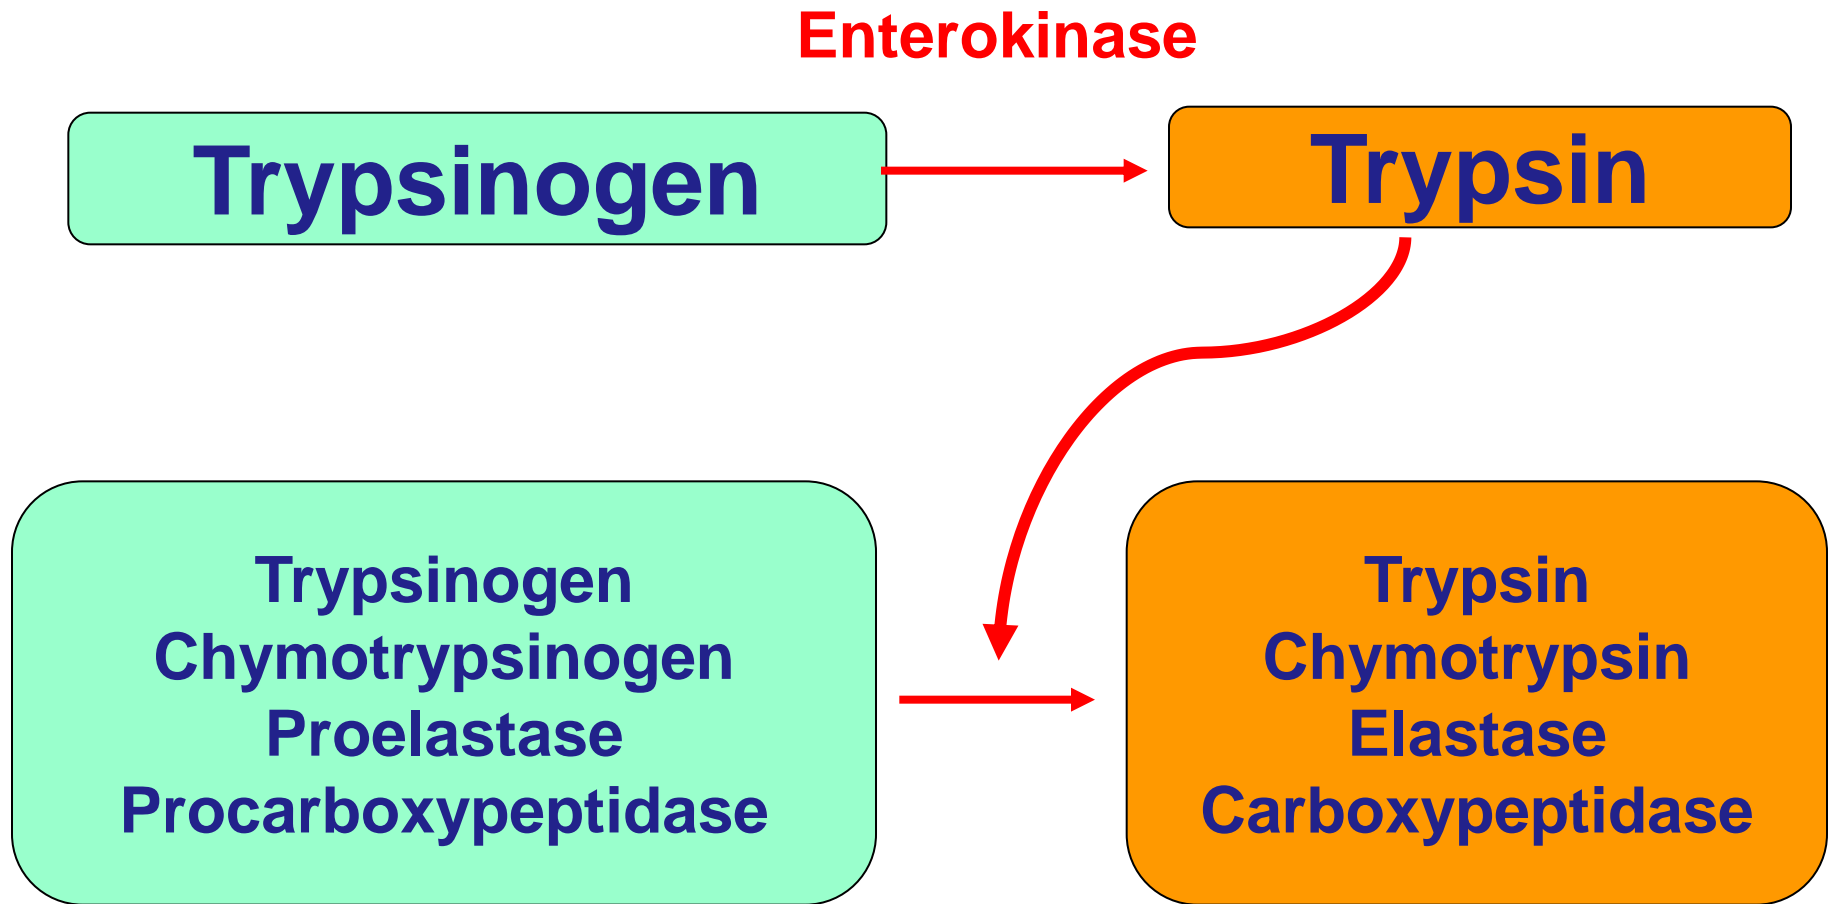 Enterokinase
Trypsinogen
Trypsin
Trypsinogen
Chymotrypsinogen
Proelastase
Procarboxypeptidase
Trypsin
Chymotrypsin
Elastase
Carboxypeptidase